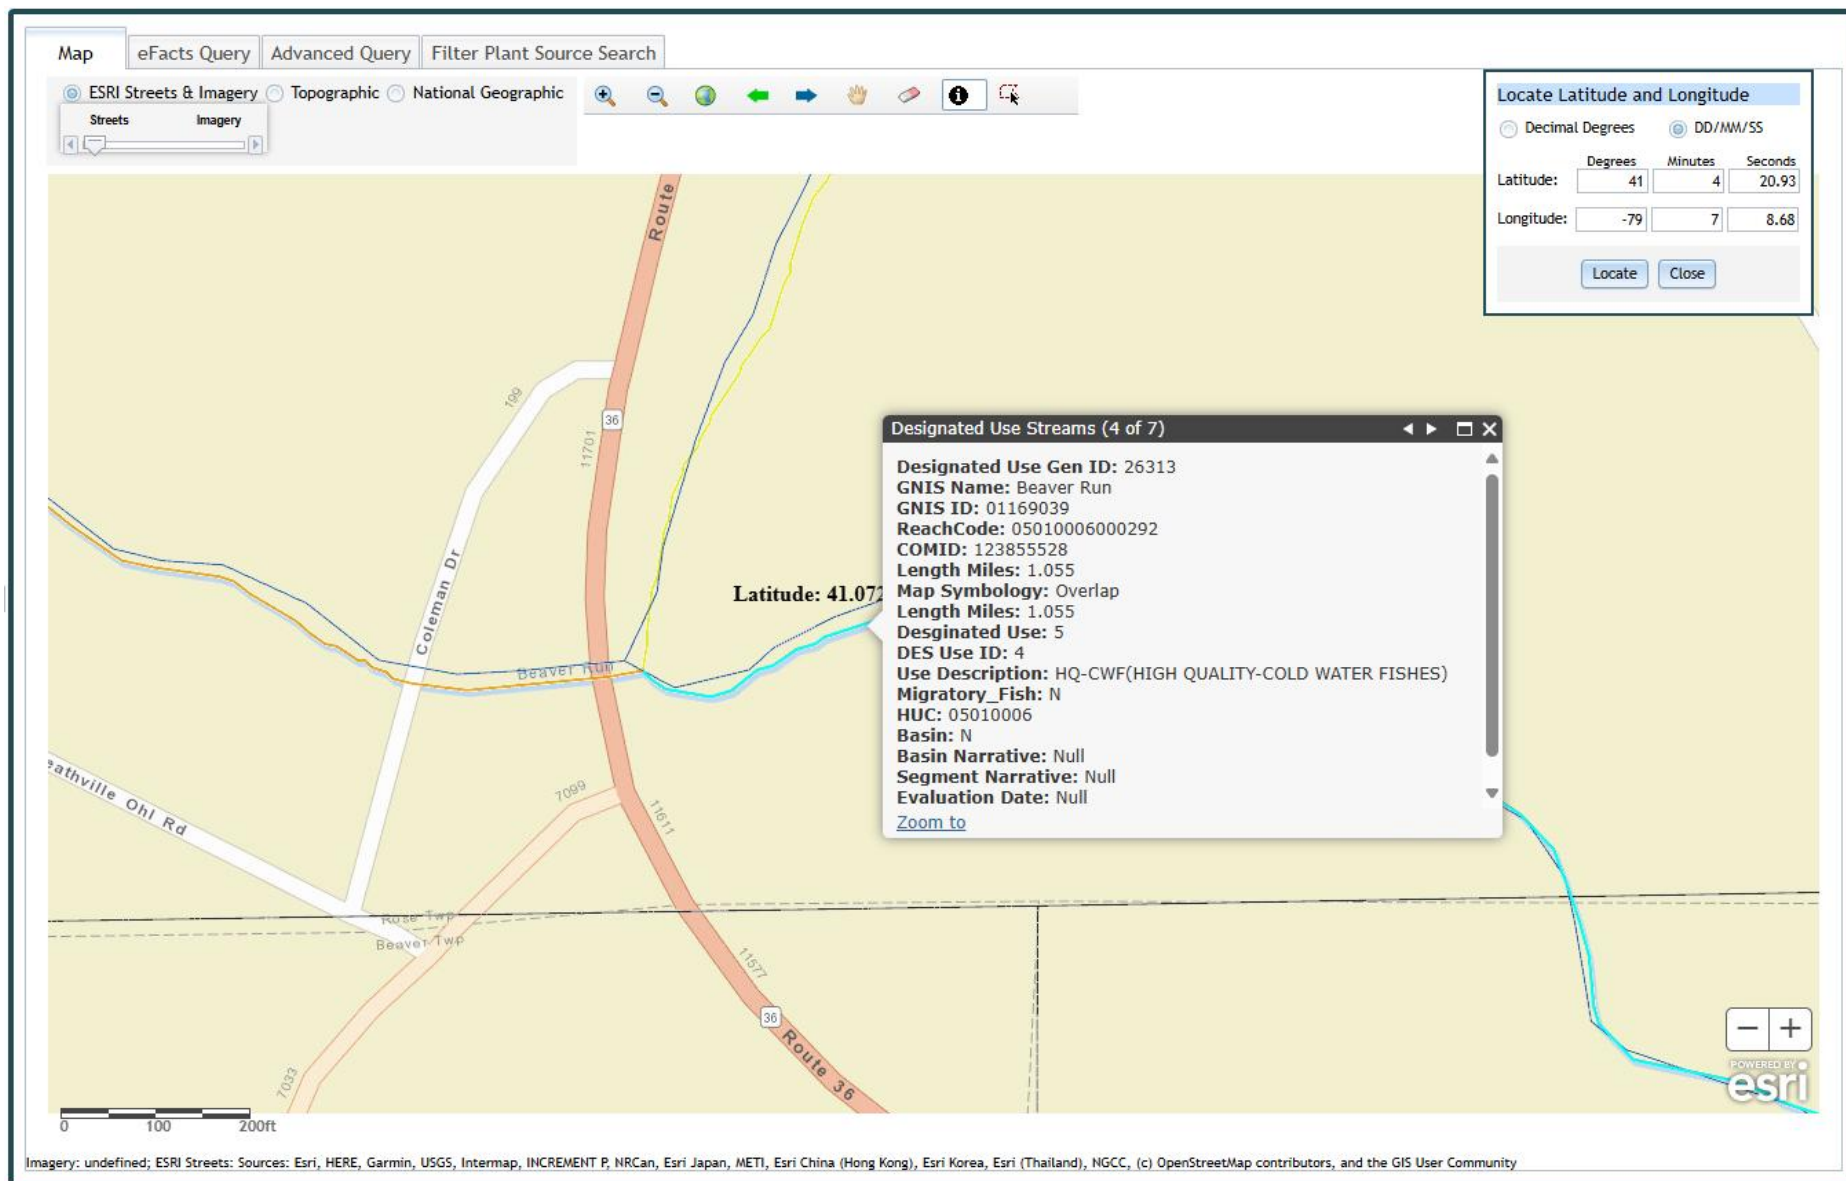 Map eFacts Query Advanced Query Filter Plant Source Search
ESRI Streets & Imagery Topographic National Geographic
Streets Imagery
Locate Latitude and Longitude
Decimal Degrees DD/MM/SS
Degrees Minutes Seconds
Latitude: 41 4 20.93
Longitude: -79 7 8.68
Locate Close
Route
199
36
11701
Coleman Dr
Latitude: 41.072
Beaver Run
Designated Use Streams (4 of 7)
Designated Use Gen ID: 26313
GNIS Name: Beaver Run
GNIS ID: 01169039
ReachCode: 05010006000292
COMID: 123855528
Length Miles: 1.055
Map Symbology: Overlap
Length Miles: 1.055
Desginated Use: 5
DES Use ID: 4
Use Description: HQ-CWF(HIGH QUALITY-COLD WATER FISHES)
Migratory_Fish: N
HUC: 05010006
Basin: N
Basin Narrative: Null
Segment Narrative: Null
Evaluation Date: Null
Zoom to
eathville Ohl Rd
7099
11611
Rose Twp
Beaver Twp
11577
36
Route 36
7033
POWERED BY
esri
0 100 200ft
Imagery: undefined; ESRI Streets: Sources: Esri, HERE, Garmin, USGS, Intermap, INCREMENT P, NRCan, Esri Japan, METI, Esri China (Hong Kong), Esri Korea, Esri (Thailand), NGCC, (c) OpenStreetMap contributors, and the GIS User Community